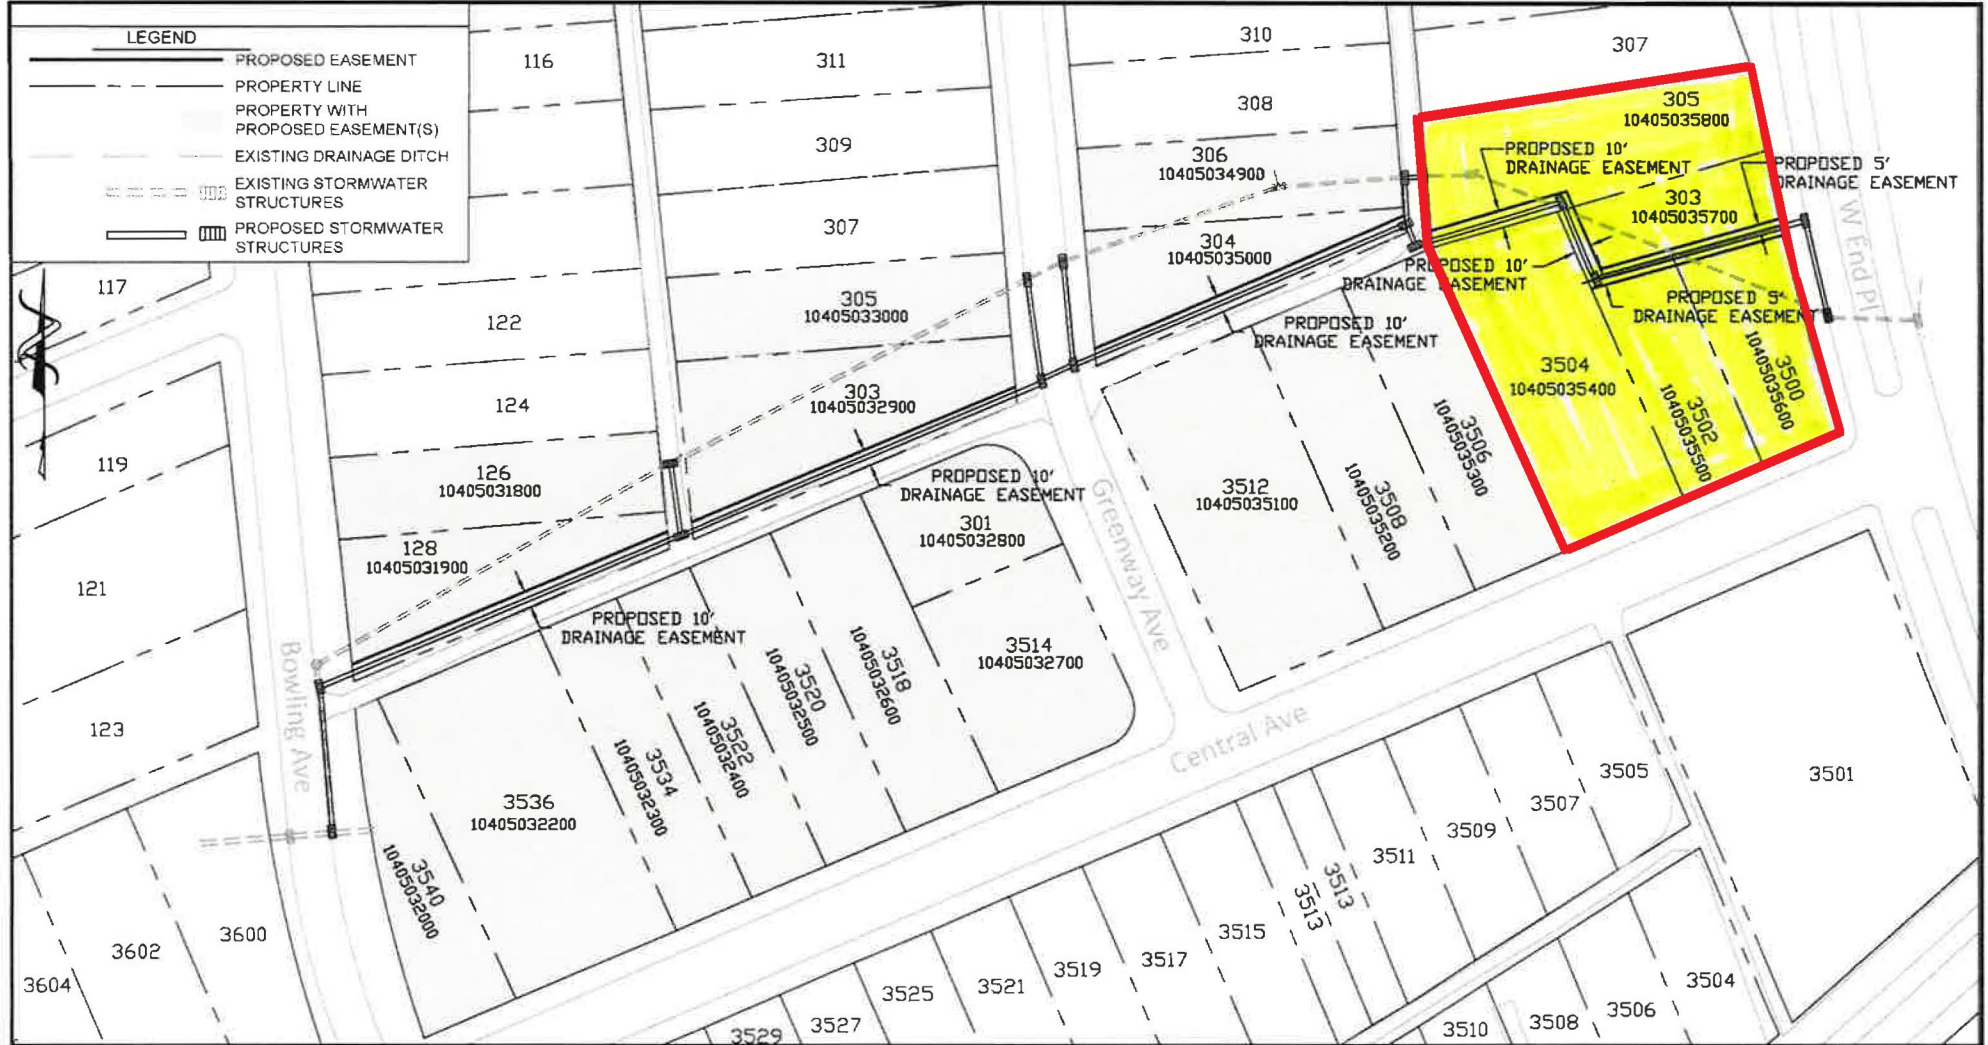 LEGEND
PROPOSED EASEMENT
PROPERTY LINE
PROPERTY WITH
PROPOSED EASEMENT(S)
EXISTING DRAINAGE DITCH
EXISTING STORMWATER
STRUCTURES
PROPOSED STORMWATER
STRUCTURES
116
311
310
307
309
308
306
10405034900
305
10405035800
PROPOSED 10'
DRAINAGE EASEMENT
PROPOSED 5'
DRAINAGE EASEMENT
303
10405035700
W End Pl
307
304
10405035000
PROPOSED 10'
DRAINAGE EASEMENT
PROPOSED 5'
DRAINAGE EASEMENT
117
122
305
10405033000
PROPOSED 10'
DRAINAGE EASEMENT
3504
10405035400
3502
10405035500
3500
10405035600
124
303
10405032900
119
126
10405031800
PROPOSED 10'
DRAINAGE EASEMENT
3512
10405035100
3508
10405035200
3506
10405035300
301
10405032800
Greenway Ave
128
10405031900
121
PROPOSED 10'
DRAINAGE EASEMENT
3514
10405032700
3518
10405032600
3520
10405032500
3522
10405032400
3534
10405032300
Bowling Ave
123
Central Ave
3536
10405032200
3540
10405032000
3505
3501
3507
3509
3511
3513
3513
3515
3517
3519
3521
3525
3527
3529
3600
3602
3604
3504
3506
3508
3510